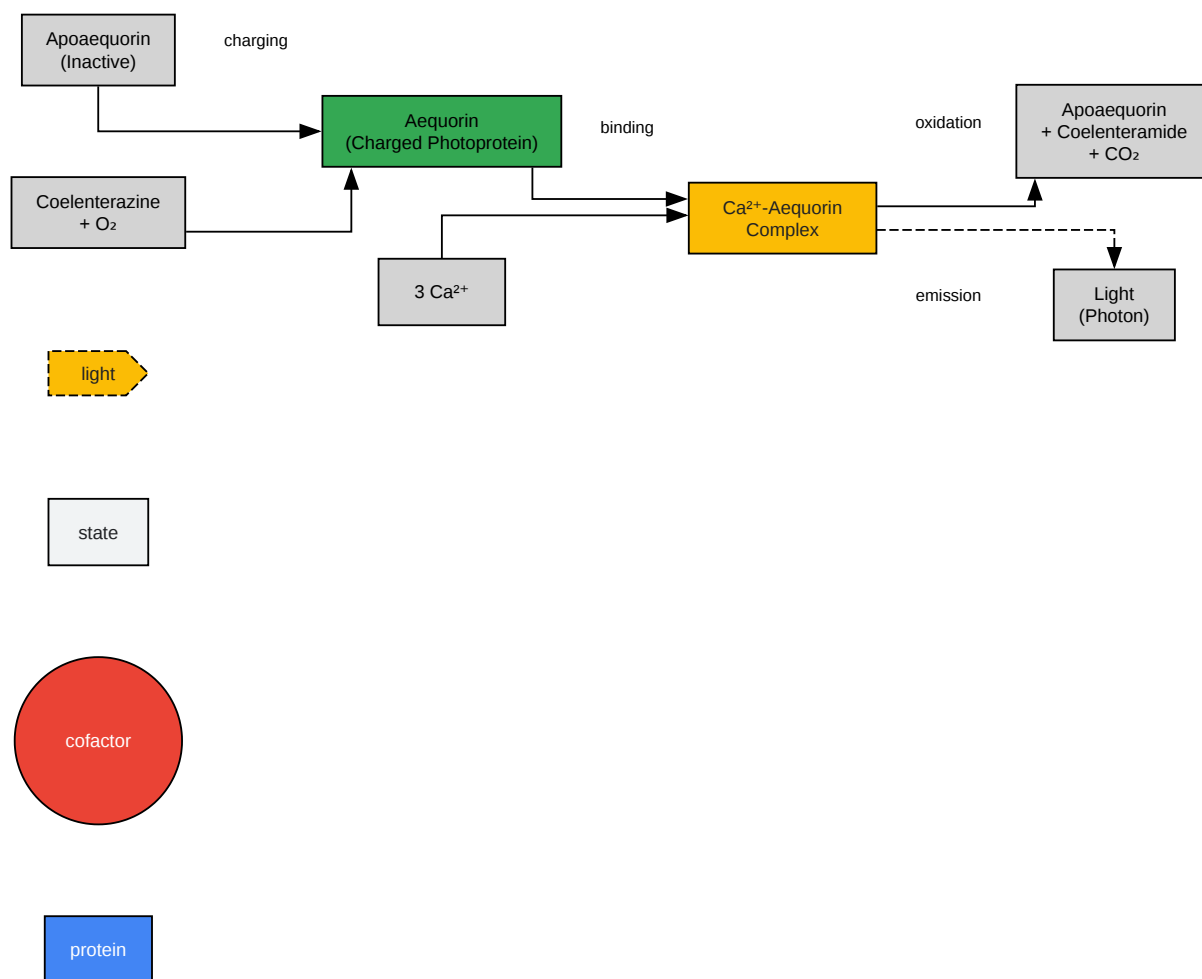 Apoaequorin
(Inactive)
charging
Aequorin
(Charged Photoprotein)
binding
oxidation
Apoaequorin
+ Coelenteramide
+ CO₂
Coelenterazine
+ O₂
Ca²⁺-Aequorin
Complex
3 Ca²⁺
emission
Light
(Photon)
light
state
cofactor
protein